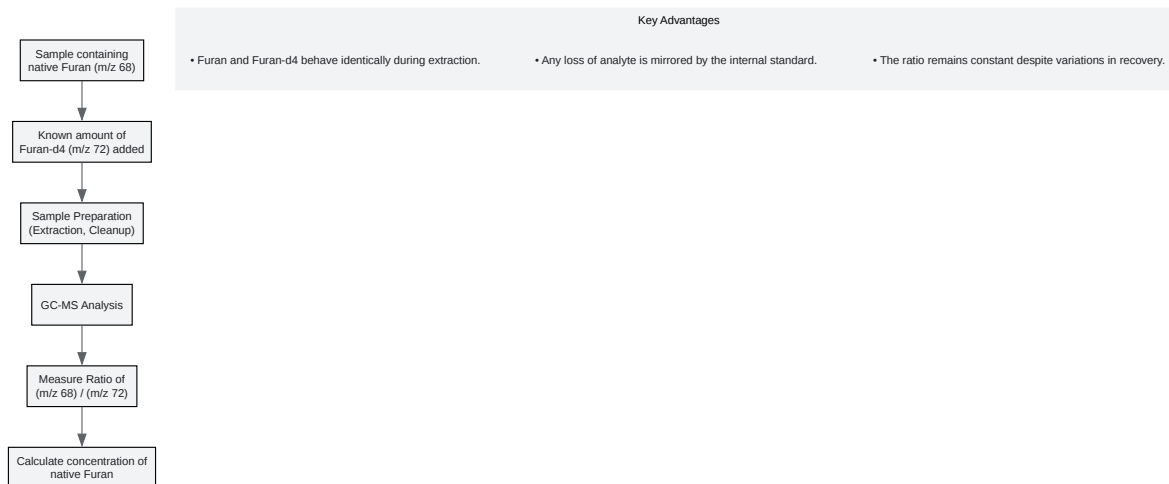 Key Advantages
• Furan and Furan-d4 behave identically during extraction.
• Any loss of analyte is mirrored by the internal standard.
• The ratio remains constant despite variations in recovery.
Sample containing
native Furan (m/z 68)
Known amount of
Furan-d4 (m/z 72) added
Sample Preparation
(Extraction, Cleanup)
GC-MS Analysis
Measure Ratio of
(m/z 68) / (m/z 72)
Calculate concentration of
native Furan